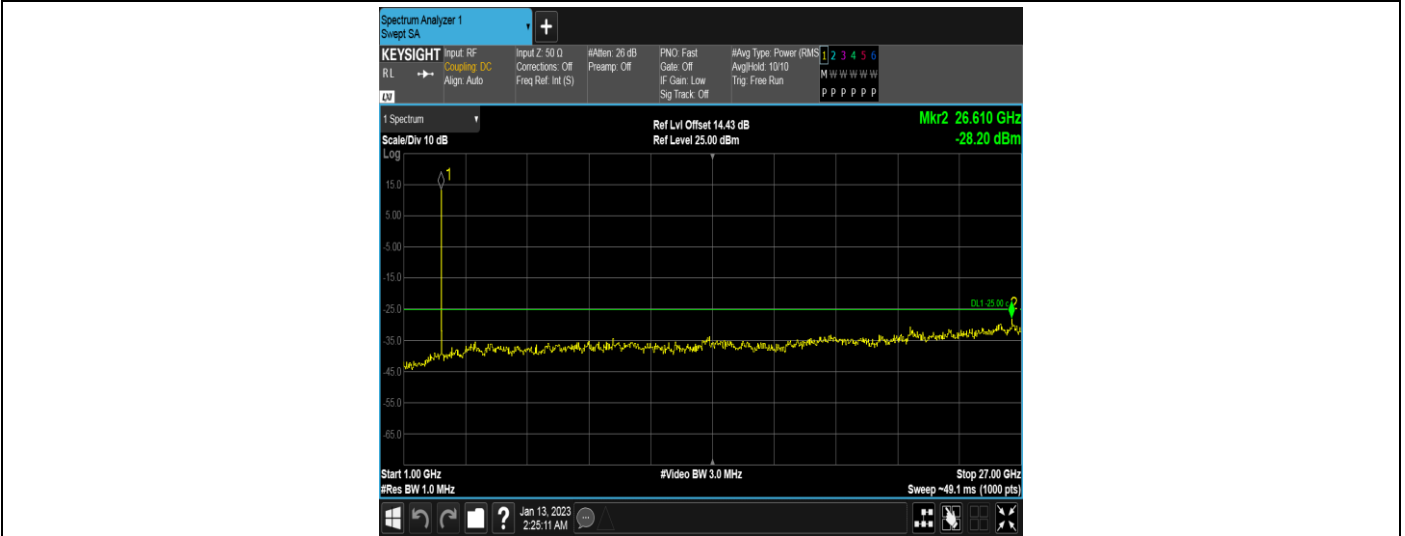 Spectrum Analyzer 1
Swept SA
+
KEYSIGHT
RL
LXI
Input: RF
Coupling: DC
Align: Auto
Input Z: 50 Ω
Corrections: Off
Freq Ref: Int (S)
#Atten: 26 dB
Preamp: Off
PNO: Fast
Gate: Off
IF Gain: Low
Sig Track: Off
#Avg Type: Power (RMS
Avg|Hold: 10/10
Trig: Free Run
1 2 3 4 5 6
M W W W W W
P P P P P P
1 Spectrum
Scale/Div 10 dB
Log
Ref Lvl Offset 14.43 dB
Ref Level 25.00 dBm
Mkr2 26.610 GHz
-28.20 dBm
1
15.0
5.00
-5.00
-15.0
-25.0
DL1 -25.00
2
-35.0
-45.0
-55.0
-65.0
Start 1.00 GHz
#Res BW 1.0 MHz
#Video BW 3.0 MHz
Stop 27.00 GHz
Sweep ~49.1 ms (1000 pts)
?
Jan 13, 2023
2:25:11 AM